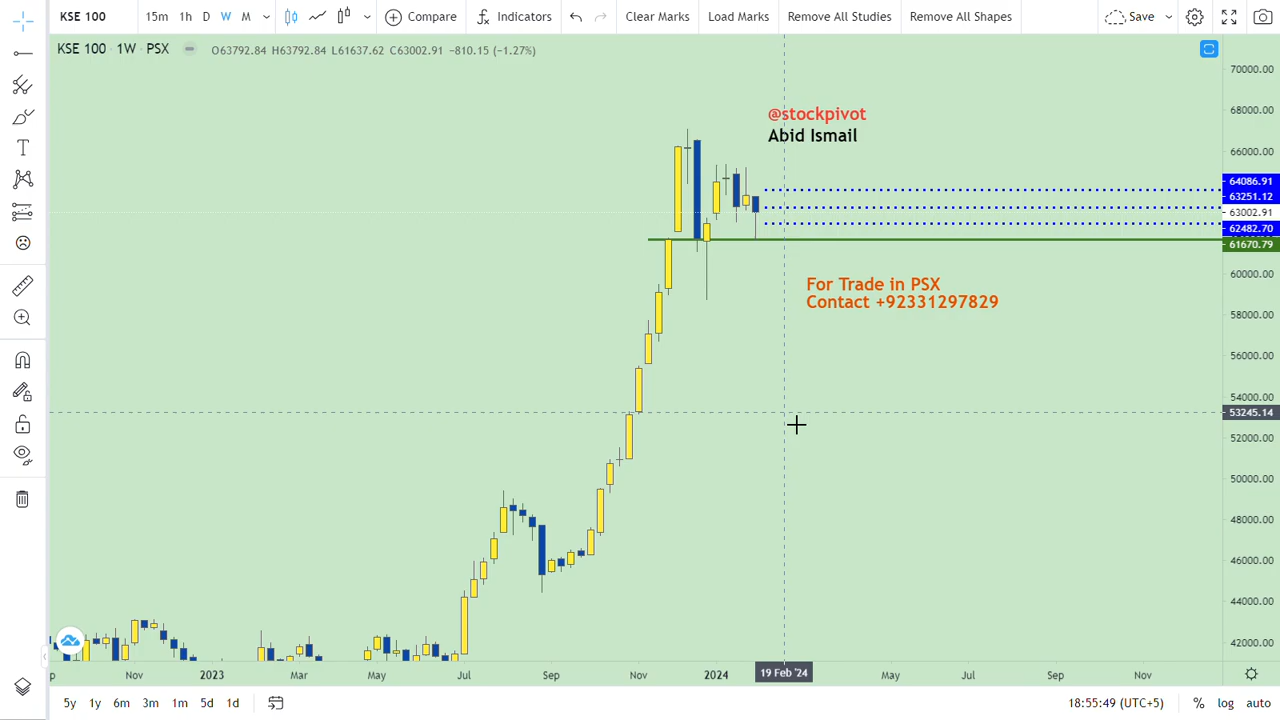 KSE 100
15m 1h D W M
Compare
Indicators
Clear Marks
Load Marks
Remove All Studies
Remove All Shapes
Save
KSE 100 · 1W · PSX
O63792.84 H63792.84 L61637.62 C63002.91 −810.15 (−1.27%)
@stockpivot
Abid Ismail
For Trade in PSX
Contact +92331297829
70000.00
68000.00
66000.00
64086.91
63251.12
63002.91
62482.70
61670.79
60000.00
58000.00
56000.00
54000.00
53245.14
52000.00
50000.00
48000.00
46000.00
44000.00
42000.00
Nov 2023 Mar May Jul Sep Nov 2024 19 Feb '24 May Jul Sep Nov
5y 1y 6m 3m 1m 5d 1d
18:55:49 (UTC+5) % log auto